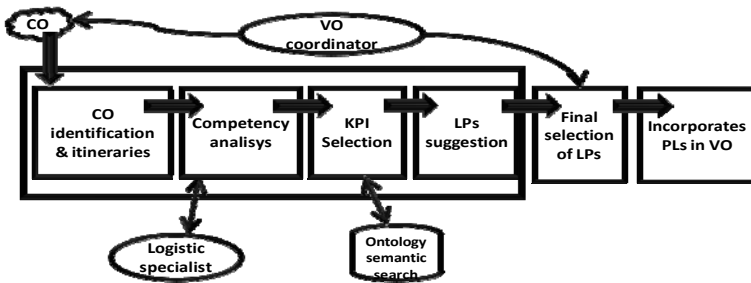 CO
VO
coordinator
CO
identification
& itineraries
Competency
analisys
KPI
Selection
LPs
suggestion
Final
selection
of LPs
Incorporates
PLs in VO
Logistic
specialist
Ontology
semantic
search